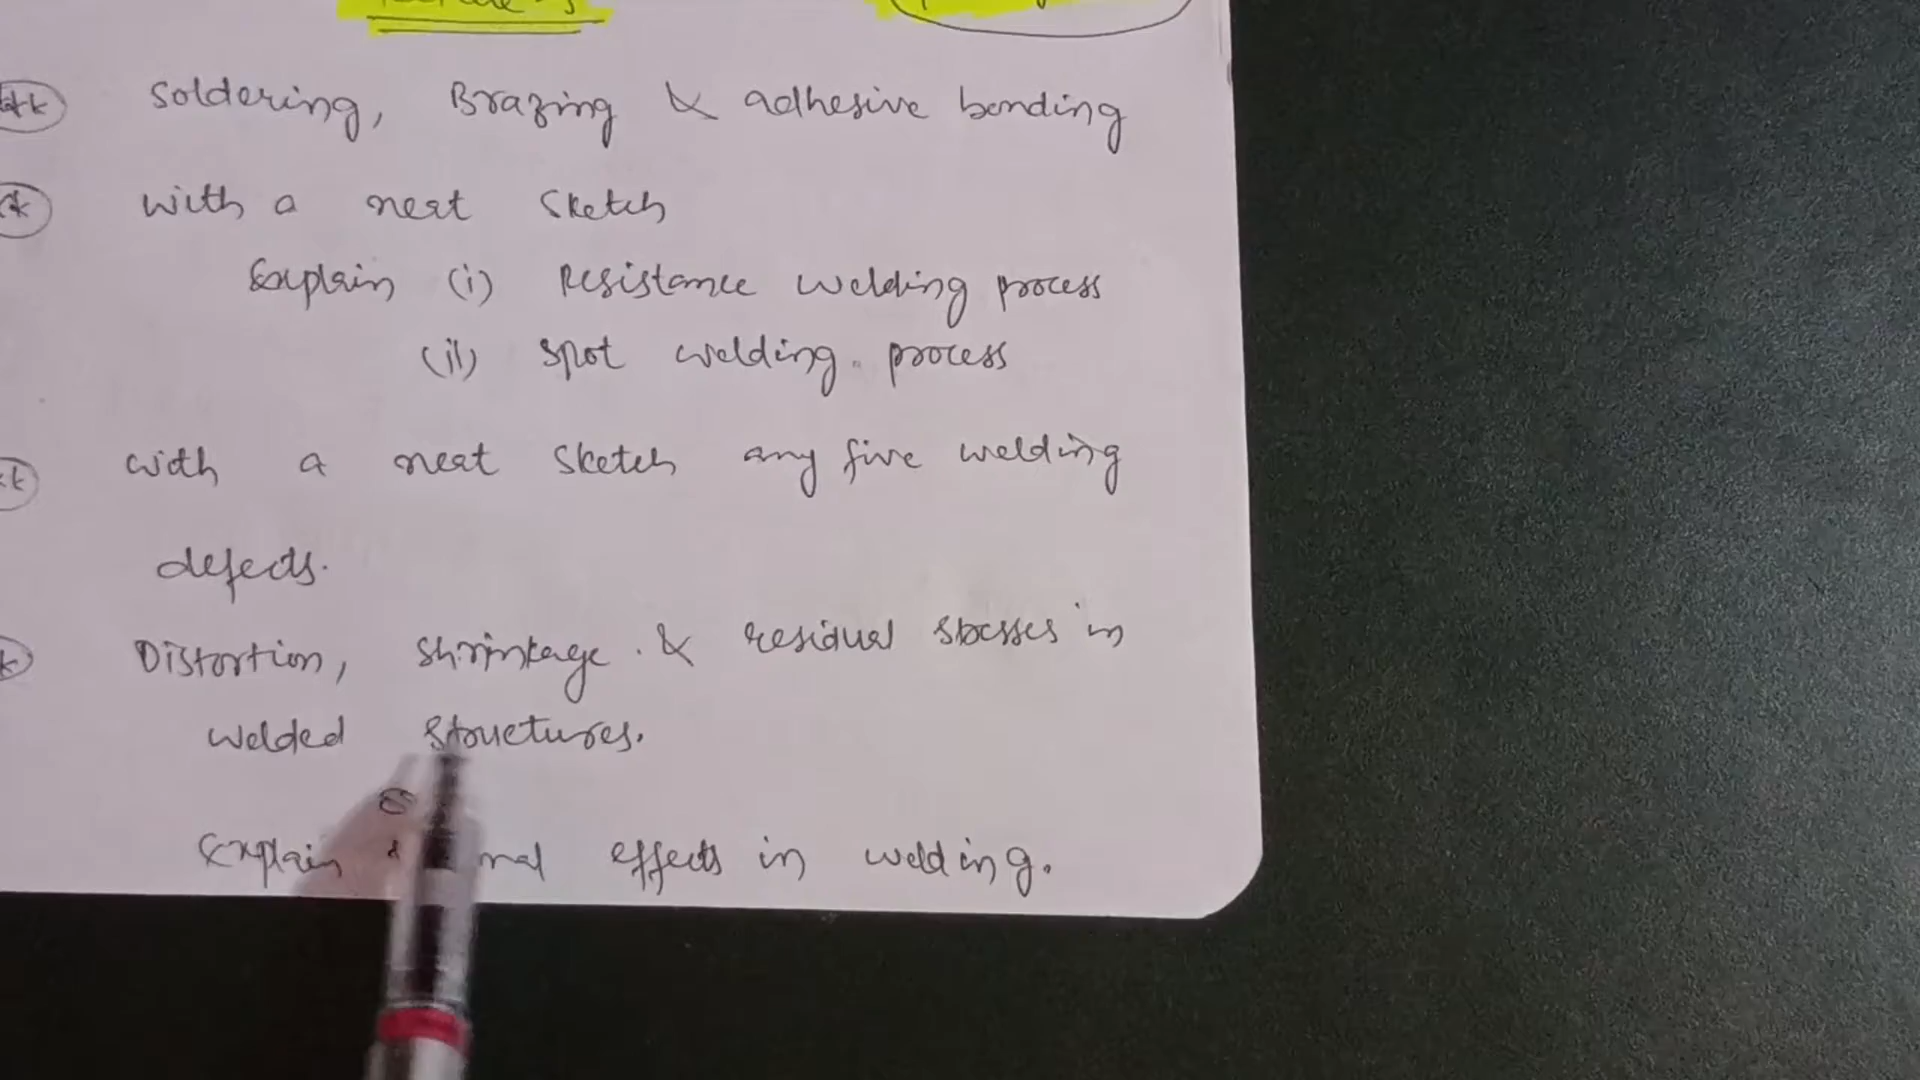 Soldering, Brazing & adhesive bonding
with a neat sketch
Explain (i) Resistance welding process
(ii) spot welding process
with a neat sketch any five welding
defects.
Distortion, shrinkage & residual stresses in
welded structures.
Explain effects in welding.